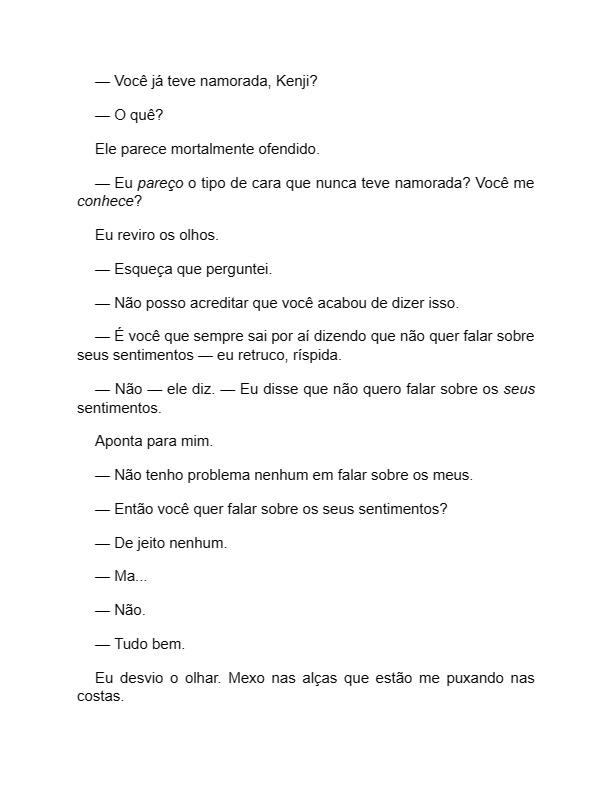 — Você já teve namorada, Kenji?
— O quê?
Ele parece mortalmente ofendido.
— Eu pareço o tipo de cara que nunca teve namorada? Você me
conhece?
Eu reviro os olhos.
— Esqueça que perguntei.
— Não posso acreditar que você acabou de dizer isso.
— É você que sempre sai por aí dizendo que não quer falar sobre
seus sentimentos — eu retruco, ríspida.
— Não — ele diz. — Eu disse que não quero falar sobre os seus
sentimentos.
Aponta para mim.
— Não tenho problema nenhum em falar sobre os meus.
— Então você quer falar sobre os seus sentimentos?
— De jeito nenhum.
— Ma...
— Não.
— Tudo bem.
Eu desvio o olhar. Mexo nas alças que estão me puxando nas
costas.